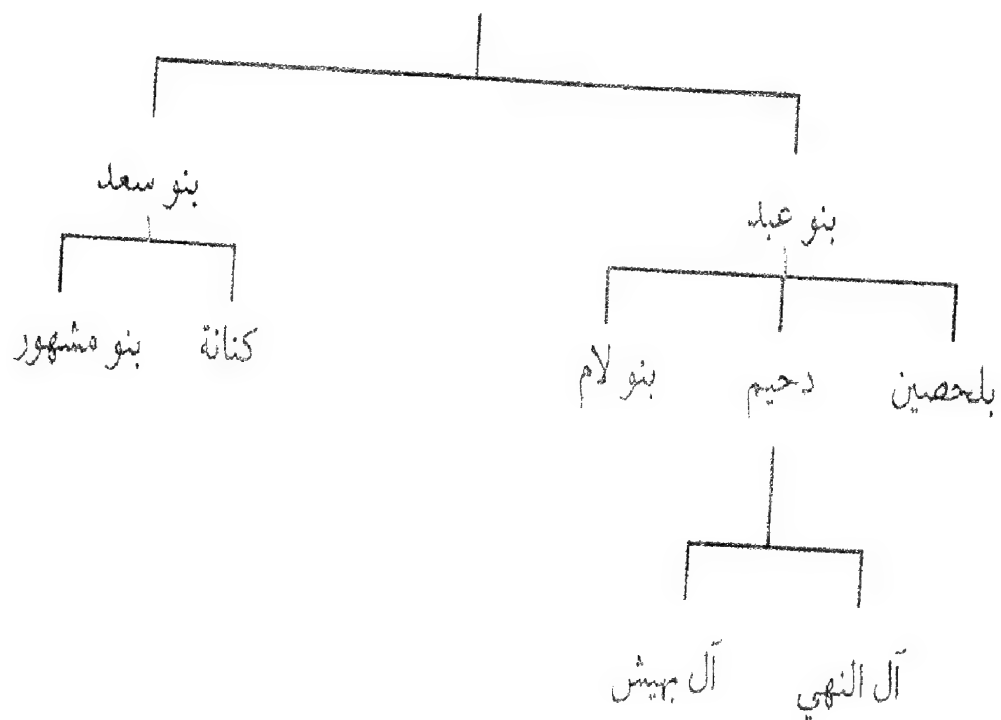 بنو عبد
بنو سعد
بلحصين
دحيم
بنو لام
كنانة
بنو مشهور
آل النهي
آل بهيش